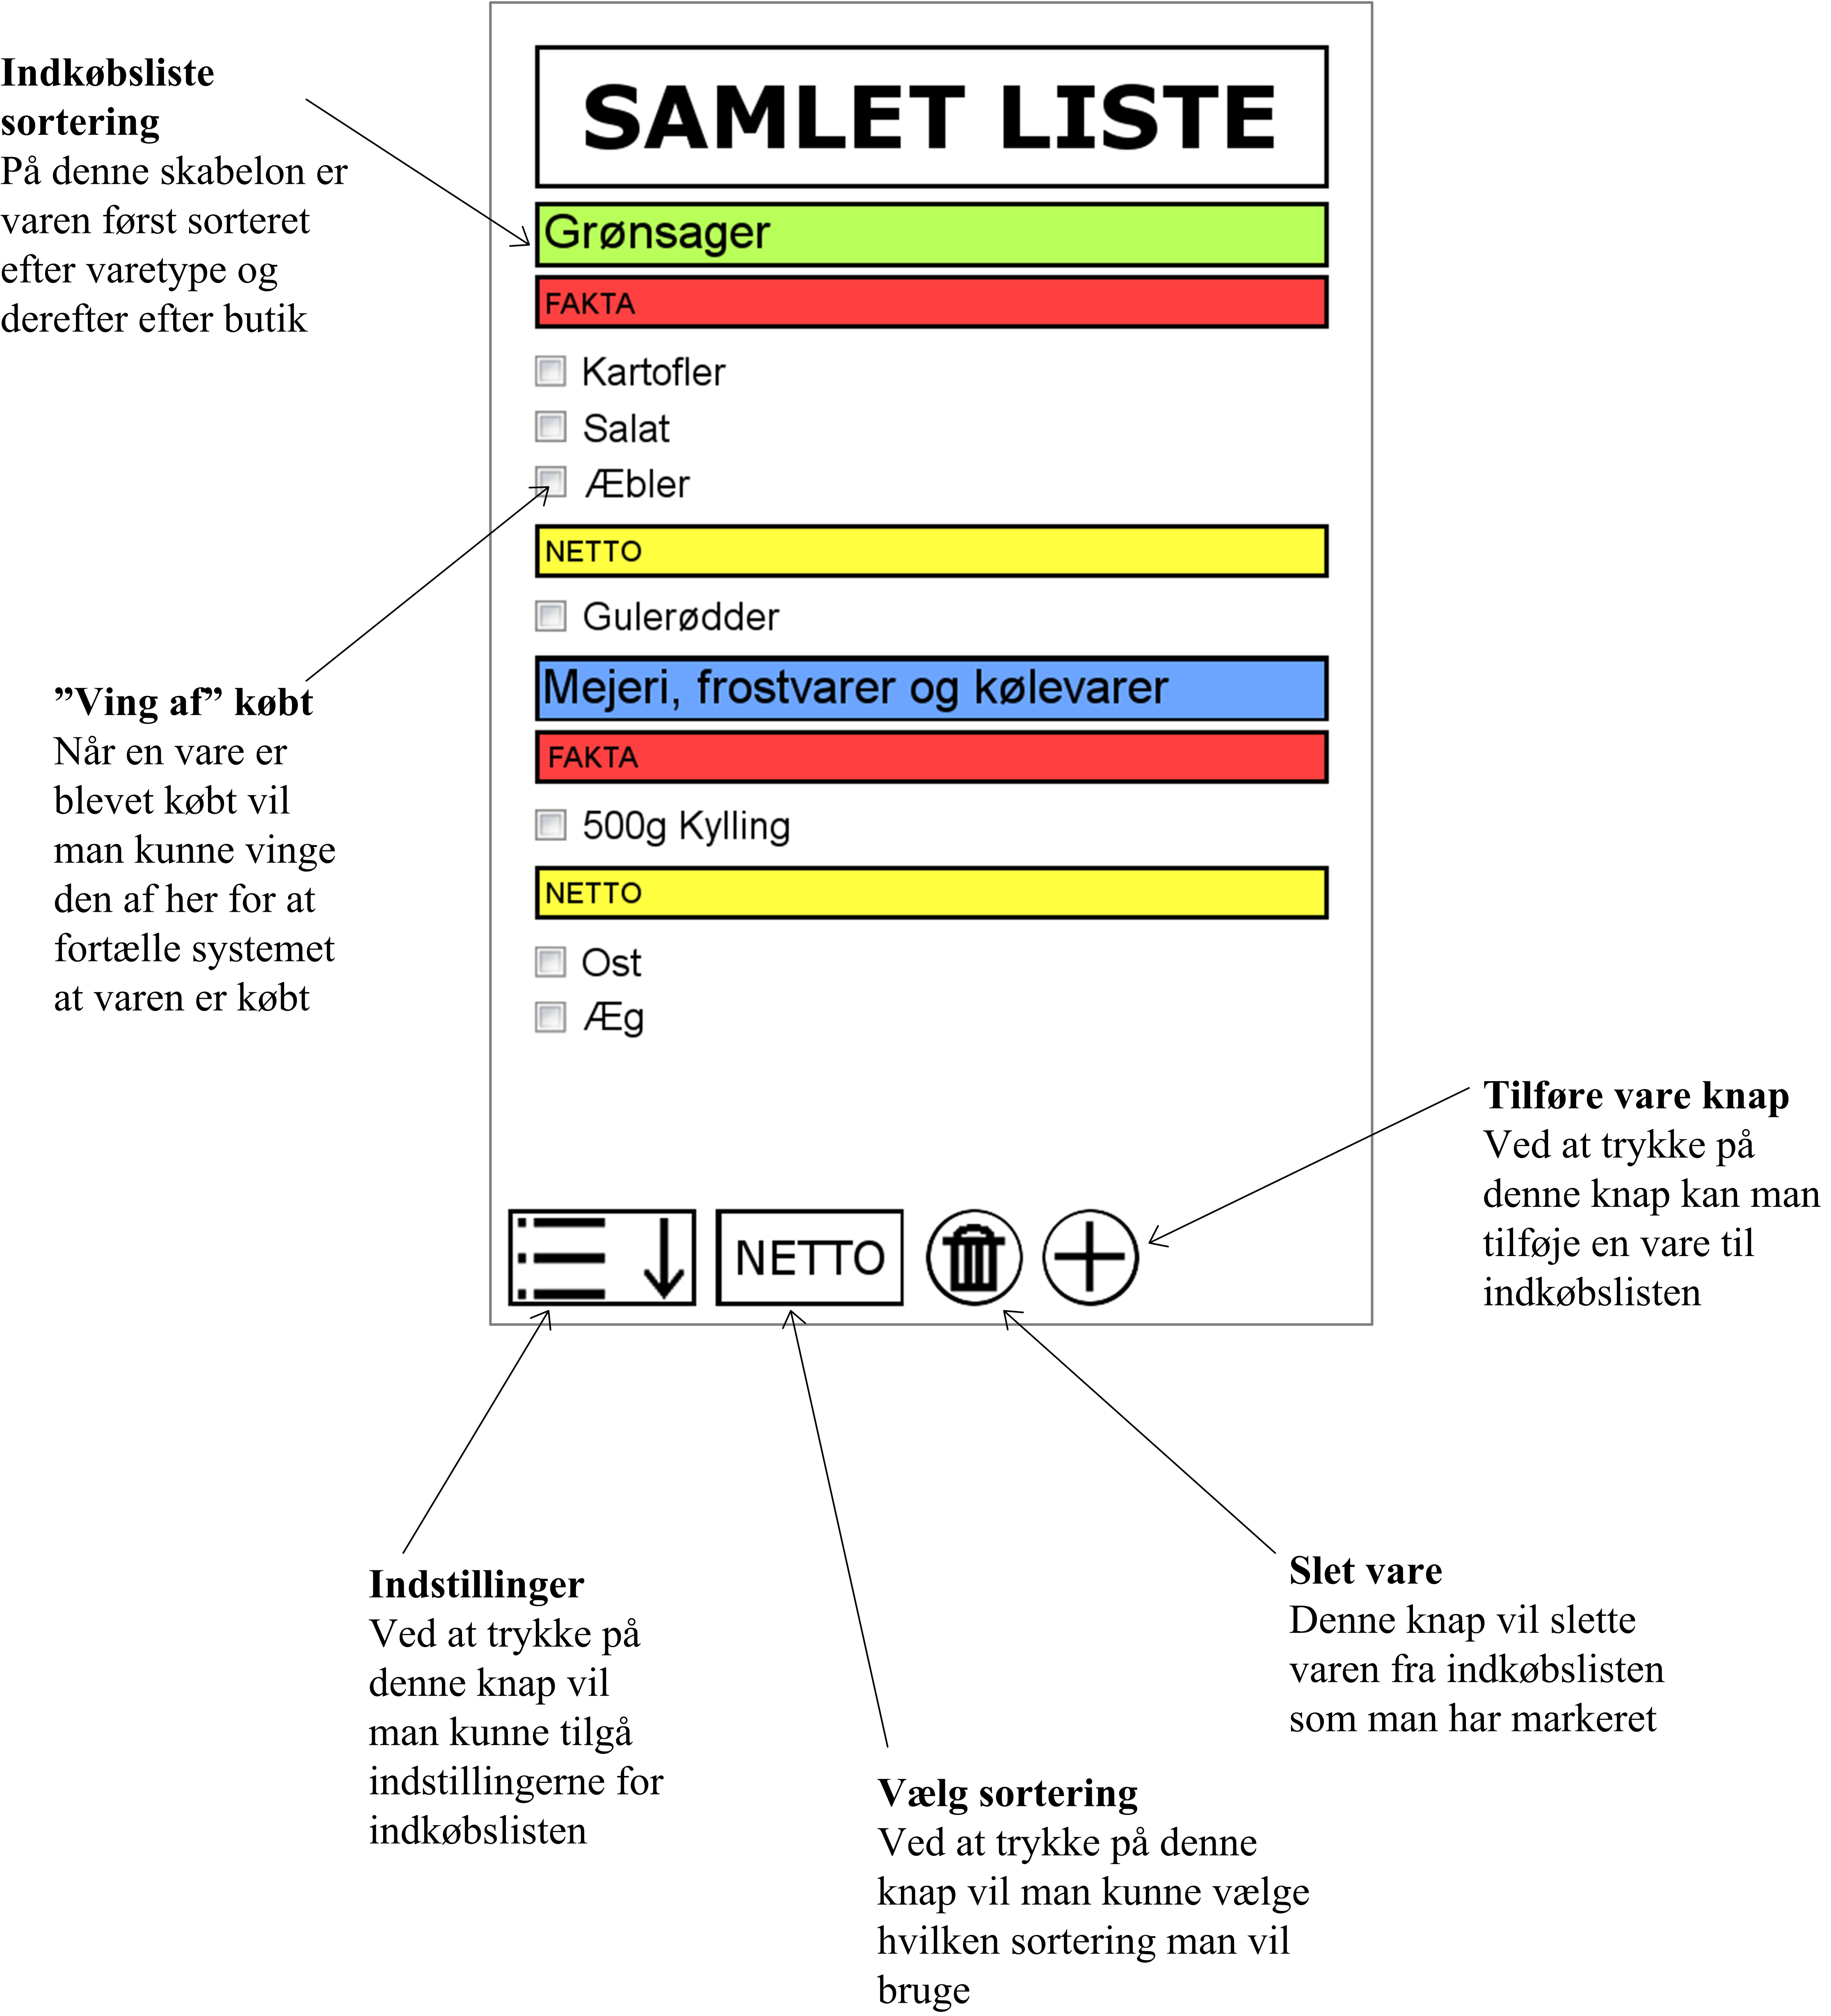 Indkøbsliste
sortering
På denne skabelon er
varen først sorteret
efter varetype og
derefter efter butik
SAMLET LISTE
Grønsager
FAKTA
Kartofler
Salat
Æbler
NETTO
Gulerødder
Mejeri, frostvarer og kølevarer
FAKTA
500g Kylling
NETTO
Ost
Æg
”Ving af” købt
Når en vare er
blevet købt vil
man kunne vinge
den af her for at
fortælle systemet
at varen er købt
NETTO
Tilføre vare knap
Ved at trykke på
denne knap kan man
tilføje en vare til
indkøbslisten
Indstillinger
Ved at trykke på
denne knap vil
man kunne tilgå
indstillingerne for
indkøbslisten
Vælg sortering
Ved at trykke på denne
knap vil man kunne vælge
hvilken sortering man vil
bruge
Slet vare
Denne knap vil slette
varen fra indkøbslisten
som man har markeret